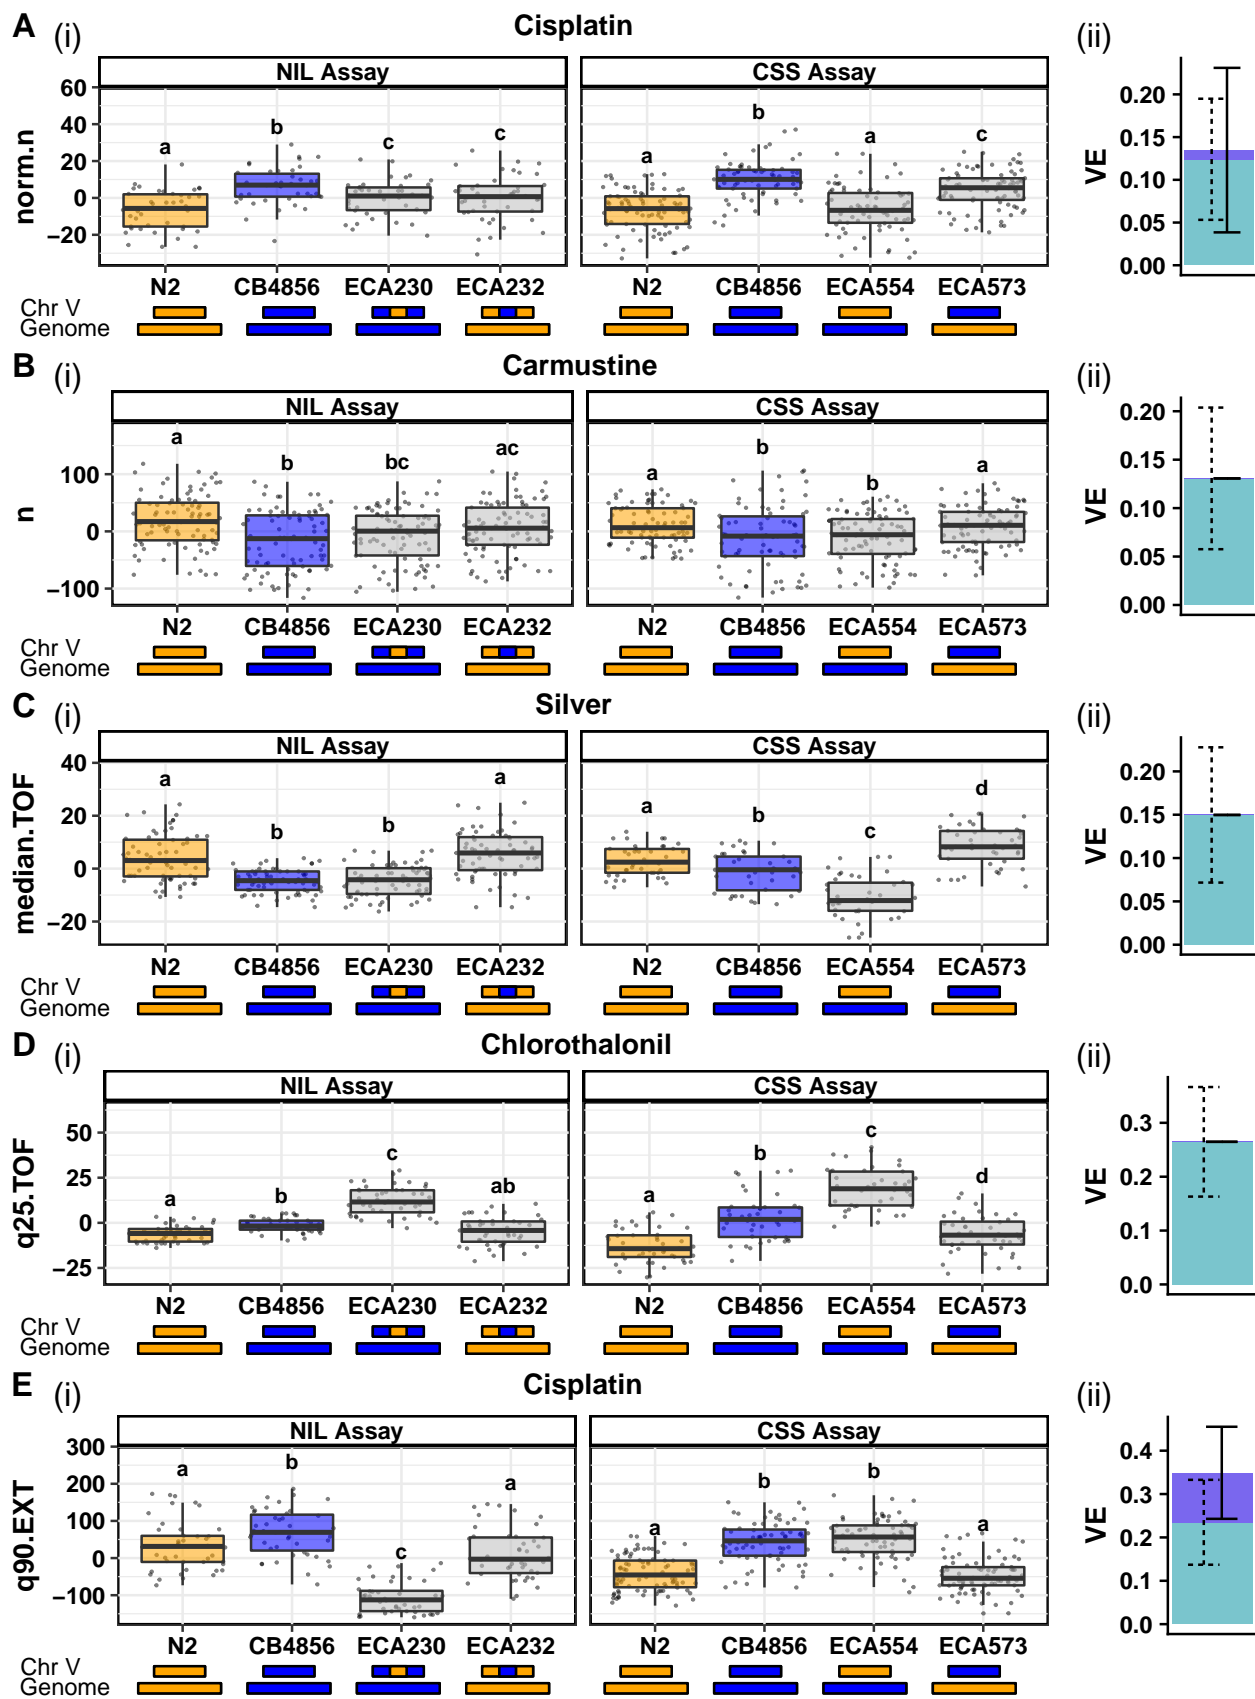 A (i) Cisplatin (ii)
NIL Assay CSS Assay
norm.n
60
40
20
0
−20
a b c c
a b a c
N2 CB4856 ECA230 ECA232 N2 CB4856 ECA554 ECA573
Chr V
Genome
VE
0.20
0.15
0.10
0.05
0.00
B (i) Carmustine (ii)
NIL Assay CSS Assay
n
100
0
−100
a b bc ac
a b b a
N2 CB4856 ECA230 ECA232 N2 CB4856 ECA554 ECA573
Chr V
Genome
VE
0.20
0.15
0.10
0.05
0.00
C (i) Silver (ii)
NIL Assay CSS Assay
median.TOF
40
20
0
−20
a b b a
a b c d
N2 CB4856 ECA230 ECA232 N2 CB4856 ECA554 ECA573
Chr V
Genome
VE
0.20
0.15
0.10
0.05
0.00
D (i) Chlorothalonil (ii)
NIL Assay CSS Assay
q25.TOF
50
25
0
−25
a b c ab
a b c d
N2 CB4856 ECA230 ECA232 N2 CB4856 ECA554 ECA573
Chr V
Genome
VE
0.3
0.2
0.1
0.0
E (i) Cisplatin (ii)
NIL Assay CSS Assay
q90.EXT
300
200
100
0
−100
a b c a
a b b a
N2 CB4856 ECA230 ECA232 N2 CB4856 ECA554 ECA573
Chr V
Genome
VE
0.4
0.3
0.2
0.1
0.0